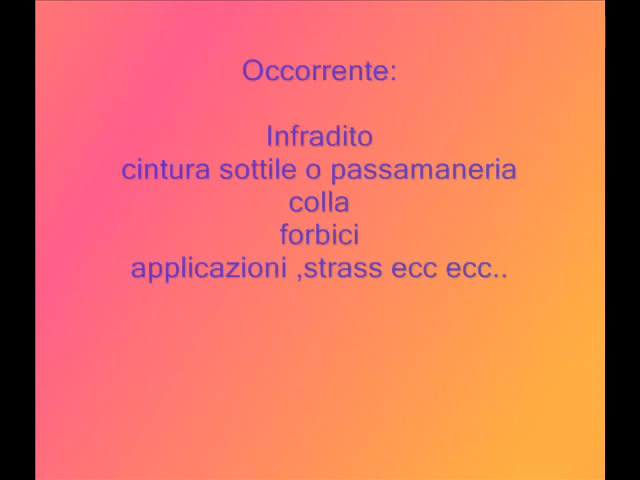 Occorrente:
Infradito
cintura sottile o passamaneria
colla
forbici
applicazioni ,strass ecc ecc..